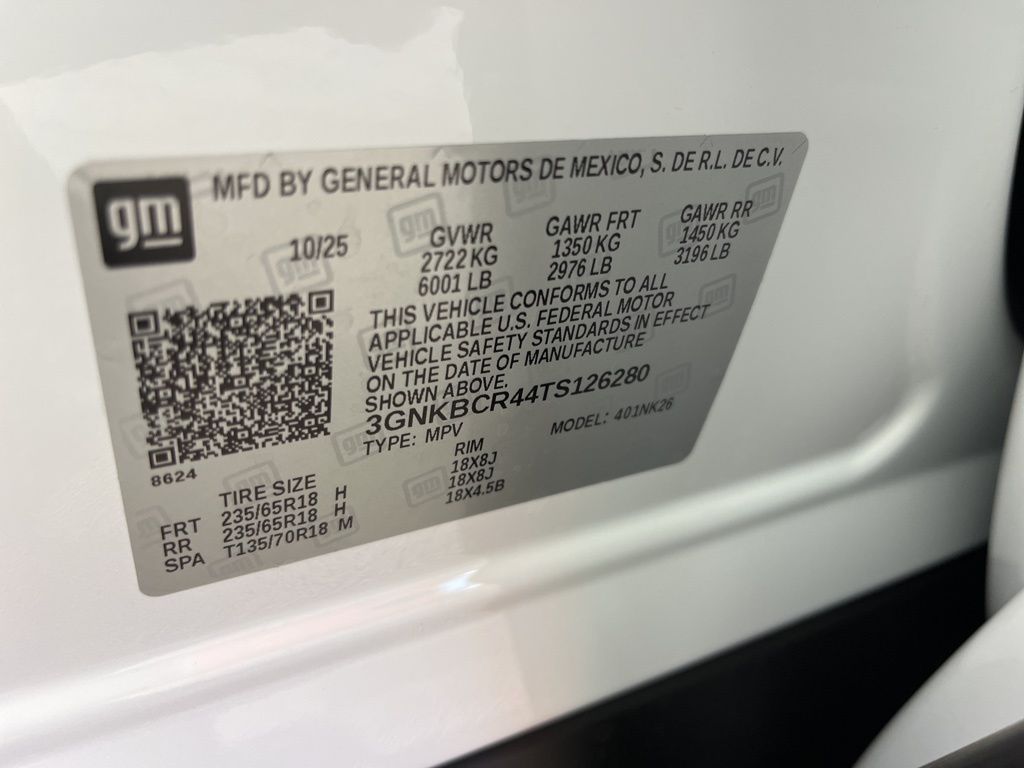 gm
MFD BY GENERAL MOTORS DE MEXICO, S. DE R.L. DE C.V.
10/25
GVWR GAWR FRT GAWR RR
2722 KG 1350 KG 1450 KG
6001 LB 2976 LB 3196 LB
THIS VEHICLE CONFORMS TO ALL
APPLICABLE U.S. FEDERAL MOTOR
VEHICLE SAFETY STANDARDS IN EFFECT
ON THE DATE OF MANUFACTURE
SHOWN ABOVE.
3GNKBCR44TS126280
TYPE: MPV MODEL: 401NK26
8624
TIRE SIZE RIM
FRT 235/65R18 H 18X8J
RR 235/65R18 H 18X8J
SPA T135/70R18 M 18X4.5B